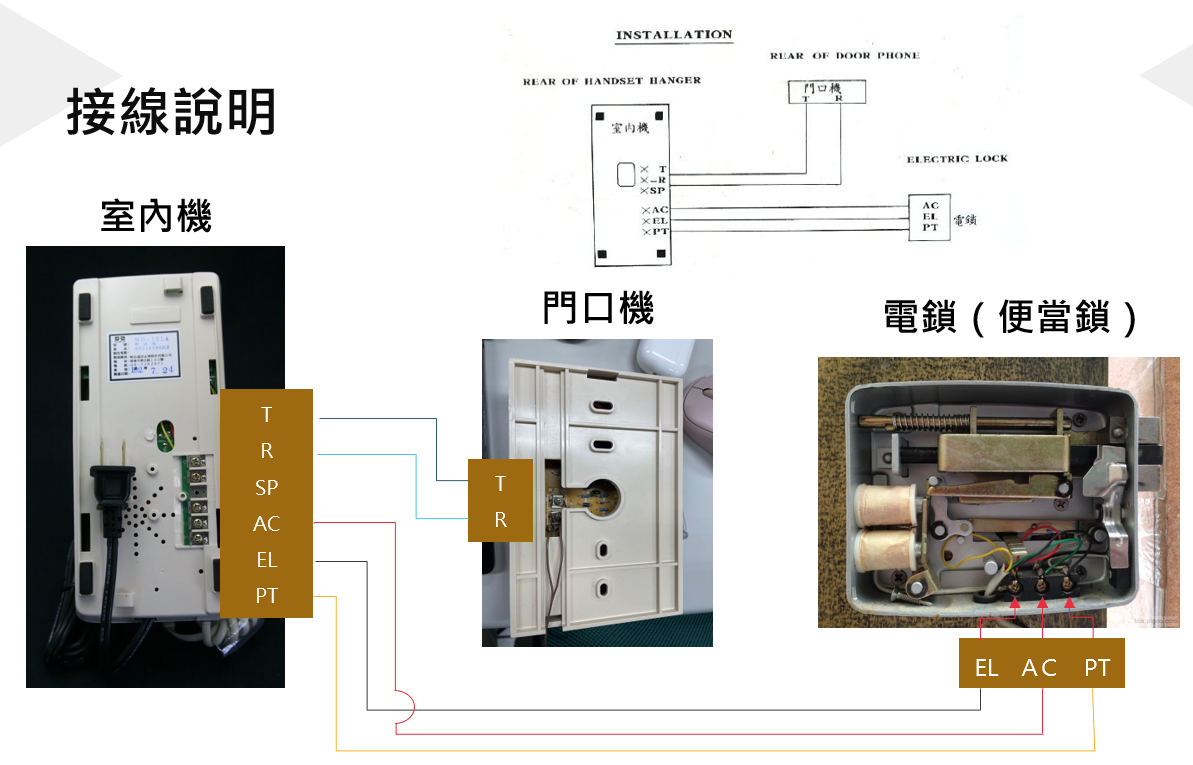 接線說明
INSTALLATION
REAR OF DOOR PHONE
REAR OF HANDSET HANGER
門口機
T R
室內機
T
R
SP
AC
EL
PT
ELECTRIC LOCK
AC
EL
PT
電鎖
室內機
7.24
T
R
SP
AC
EL
PT
門口機
T
R
電鎖（便當鎖）
EL AC PT